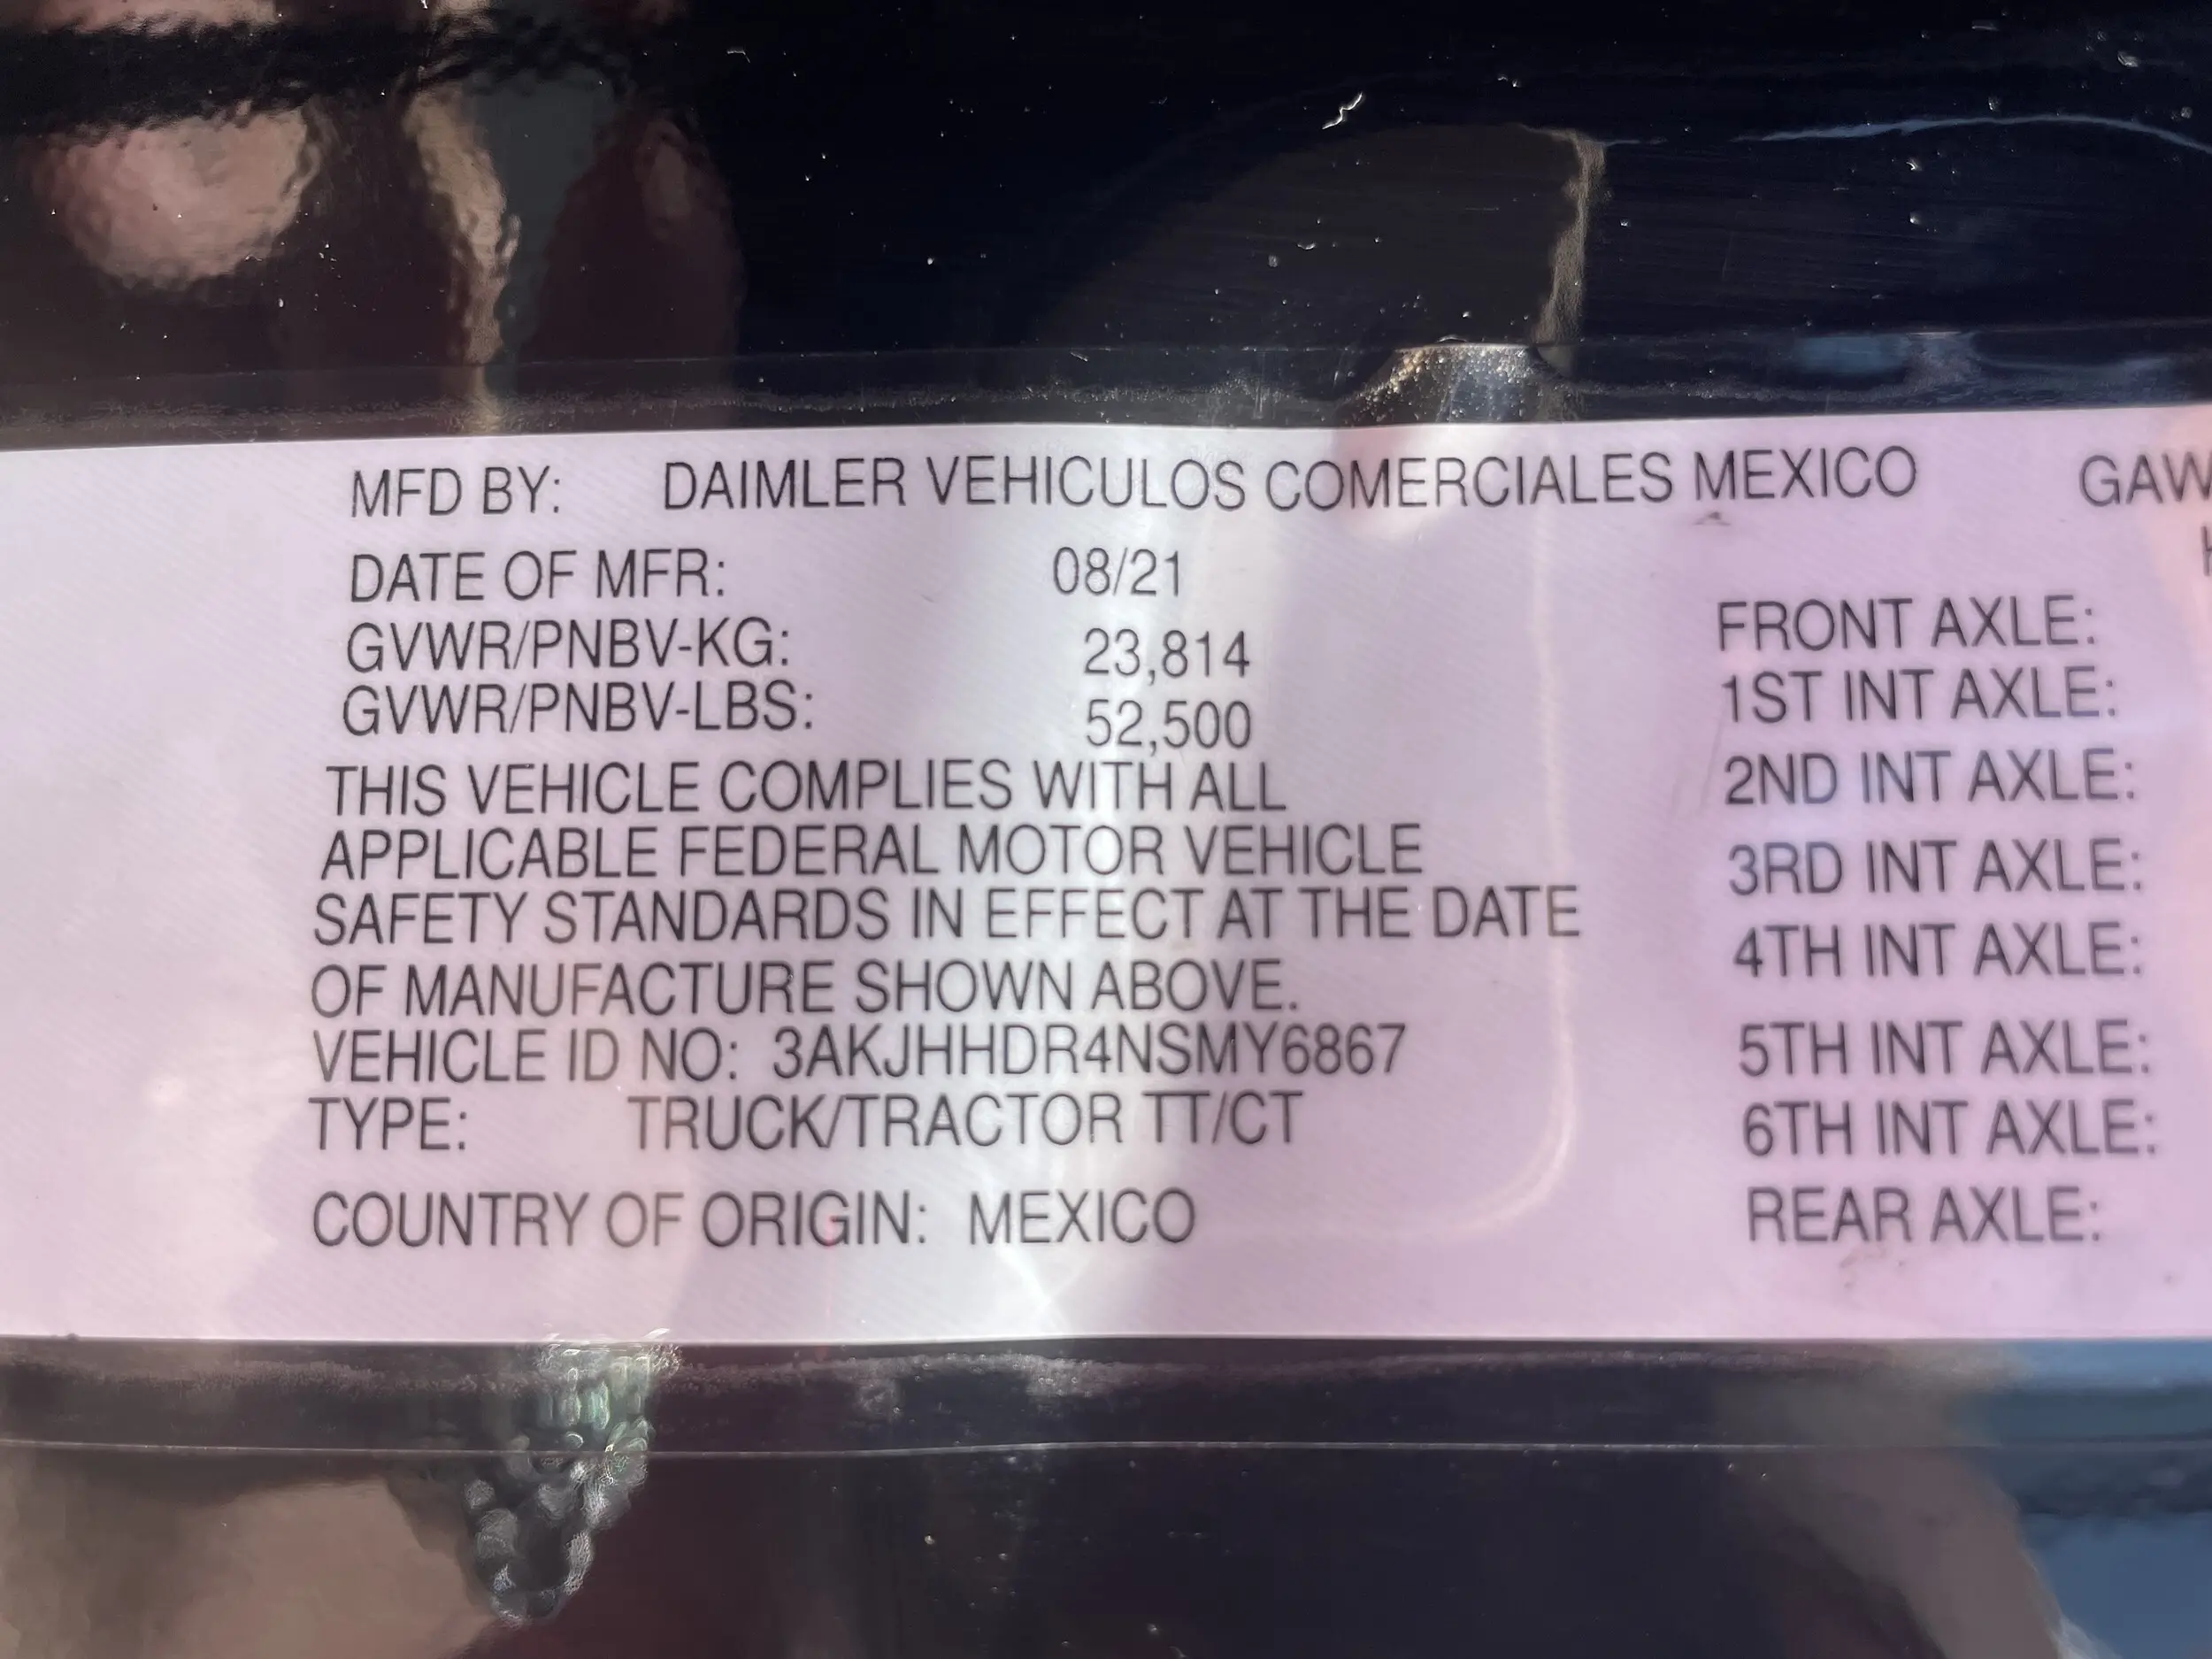 MFD BY: DAIMLER VEHICULOS COMERCIALES MEXICO
DATE OF MFR: 08/21
GVWR/PNBV-KG: 23,814
GVWR/PNBV-LBS: 52,500
THIS VEHICLE COMPLIES WITH ALL
APPLICABLE FEDERAL MOTOR VEHICLE
SAFETY STANDARDS IN EFFECT AT THE DATE
OF MANUFACTURE SHOWN ABOVE.
VEHICLE ID NO: 3AKJHHDR4NSMY6867
TYPE: TRUCK/TRACTOR TT/CT
COUNTRY OF ORIGIN: MEXICO
GAW
FRONT AXLE:
1ST INT AXLE:
2ND INT AXLE:
3RD INT AXLE:
4TH INT AXLE:
5TH INT AXLE:
6TH INT AXLE:
REAR AXLE: